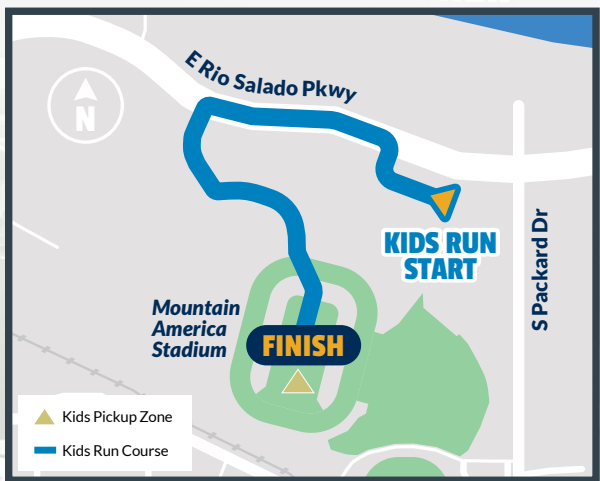 E Rio Salado Pkwy
N
KIDS RUN
START
S Packard Dr
Mountain
America
Stadium
FINISH
Kids Pickup Zone
Kids Run Course